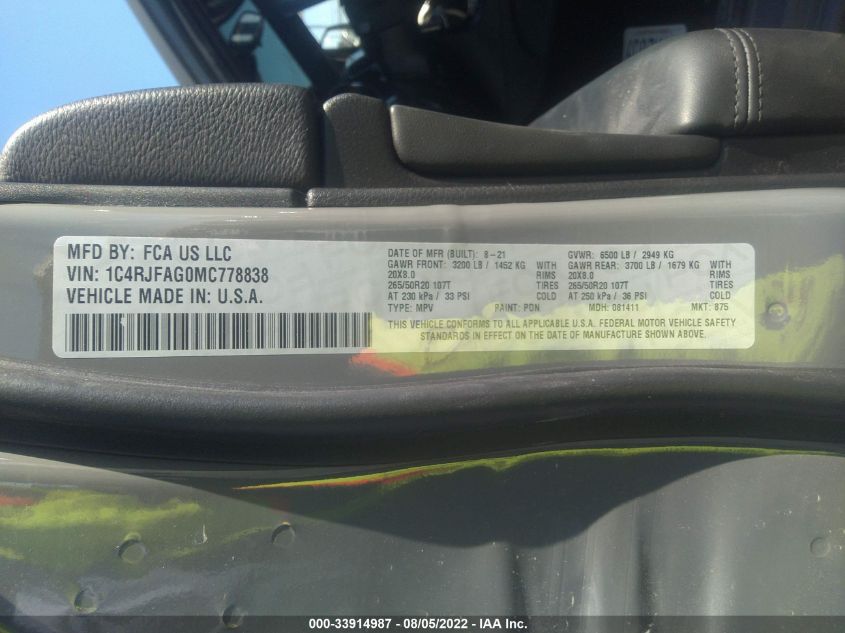 MFD BY: FCA US LLC
VIN: 1C4RJFAG0MC778838
VEHICLE MADE IN: U.S.A.
DATE OF MFR (BUILT): 8-21 GVWR: 6500 LB / 2949 KG
GAWR FRONT: 3200 LB / 1452 KG WITH GAWR REAR: 3700 LB / 1679 KG WITH
20X8.0 RIMS 20X8.0 RIMS
265/50R20 107T TIRES 265/50R20 107T TIRES
AT 230 kPa / 33 PSI COLD AT 250 kPa / 36 PSI COLD
TYPE: MPV PAINT: PDN MDH: 081411 MKT: 875
THIS VEHICLE CONFORMS TO ALL APPLICABLE U.S.A. FEDERAL MOTOR VEHICLE SAFETY
STANDARDS IN EFFECT ON THE DATE OF MANUFACTURE SHOWN ABOVE.
000-33914987 - 08/05/2022 - IAA Inc.